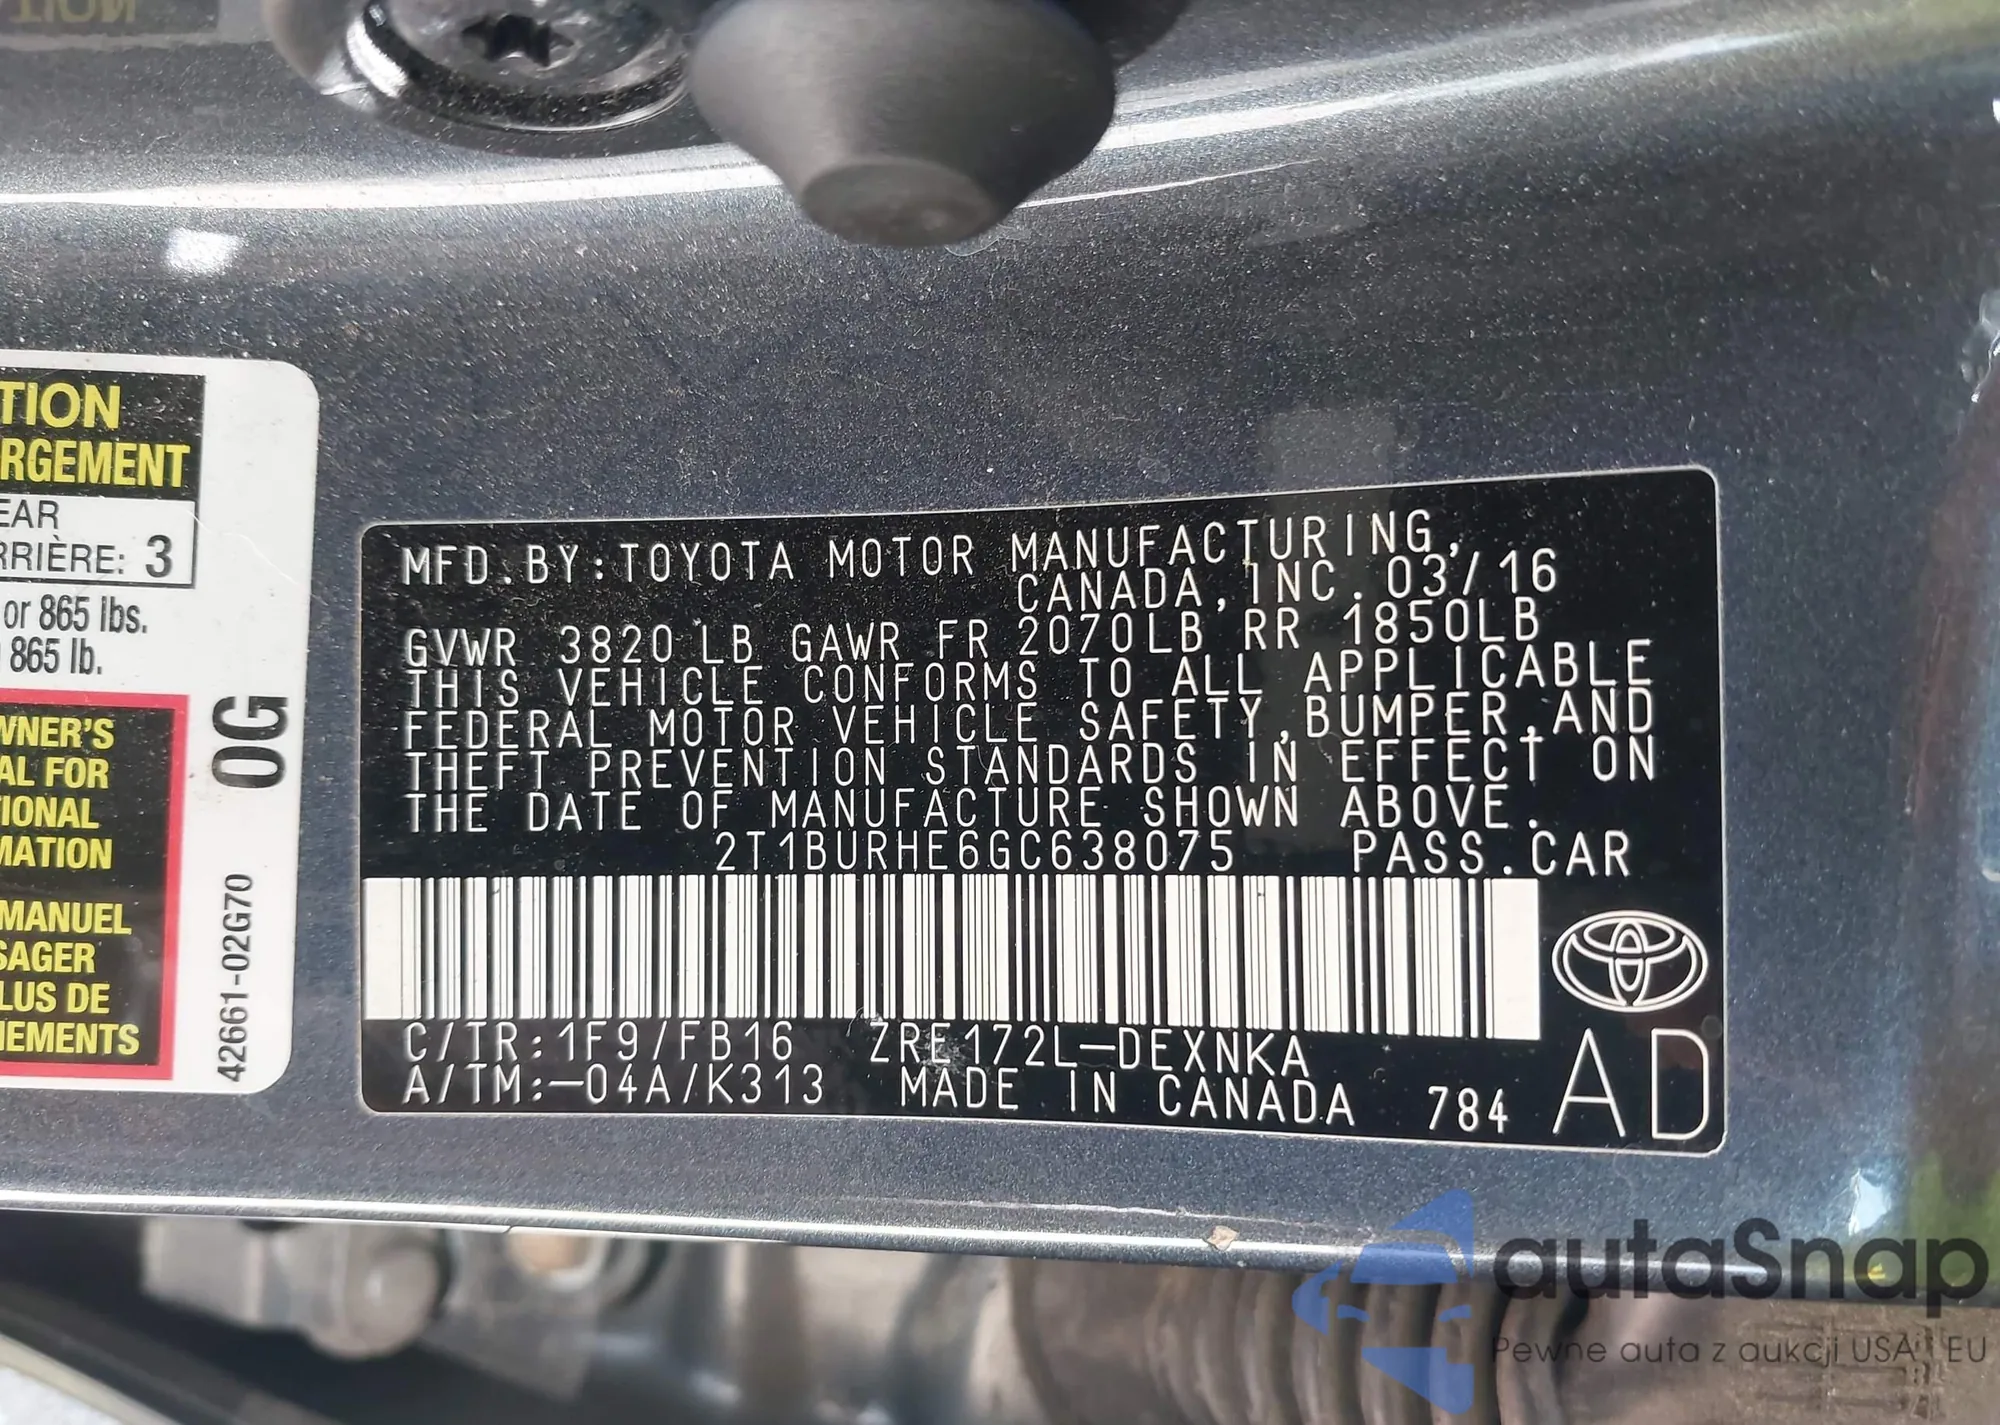 TION
RGEMENT
EAR
RRIÈRE: 3
or 865 lbs.
865 lb.
WNER'S
AL FOR
TIONAL
MATION
MANUEL
SAGER
LUS DE
NEMENTS
0G
42661-02G70
MFD.BY:TOYOTA MOTOR MANUFACTURING,
CANADA,INC.03/16
GVWR 3820 LB GAWR FR 2070LB RR 1850LB
THIS VEHICLE CONFORMS TO ALL APPLICABLE
FEDERAL MOTOR VEHICLE SAFETY,BUMPER,AND
THEFT PREVENTION STANDARDS IN EFFECT ON
THE DATE OF MANUFACTURE SHOWN ABOVE.
2T1BURHE6GC638075 PASS.CAR
C/TR:1F9/FB16 ZRE172L-DEXNKA
A/TM:-04A/K313 MADE IN CANADA 784
AD
autaSnap
Pewne auta z aukcji USA i EU